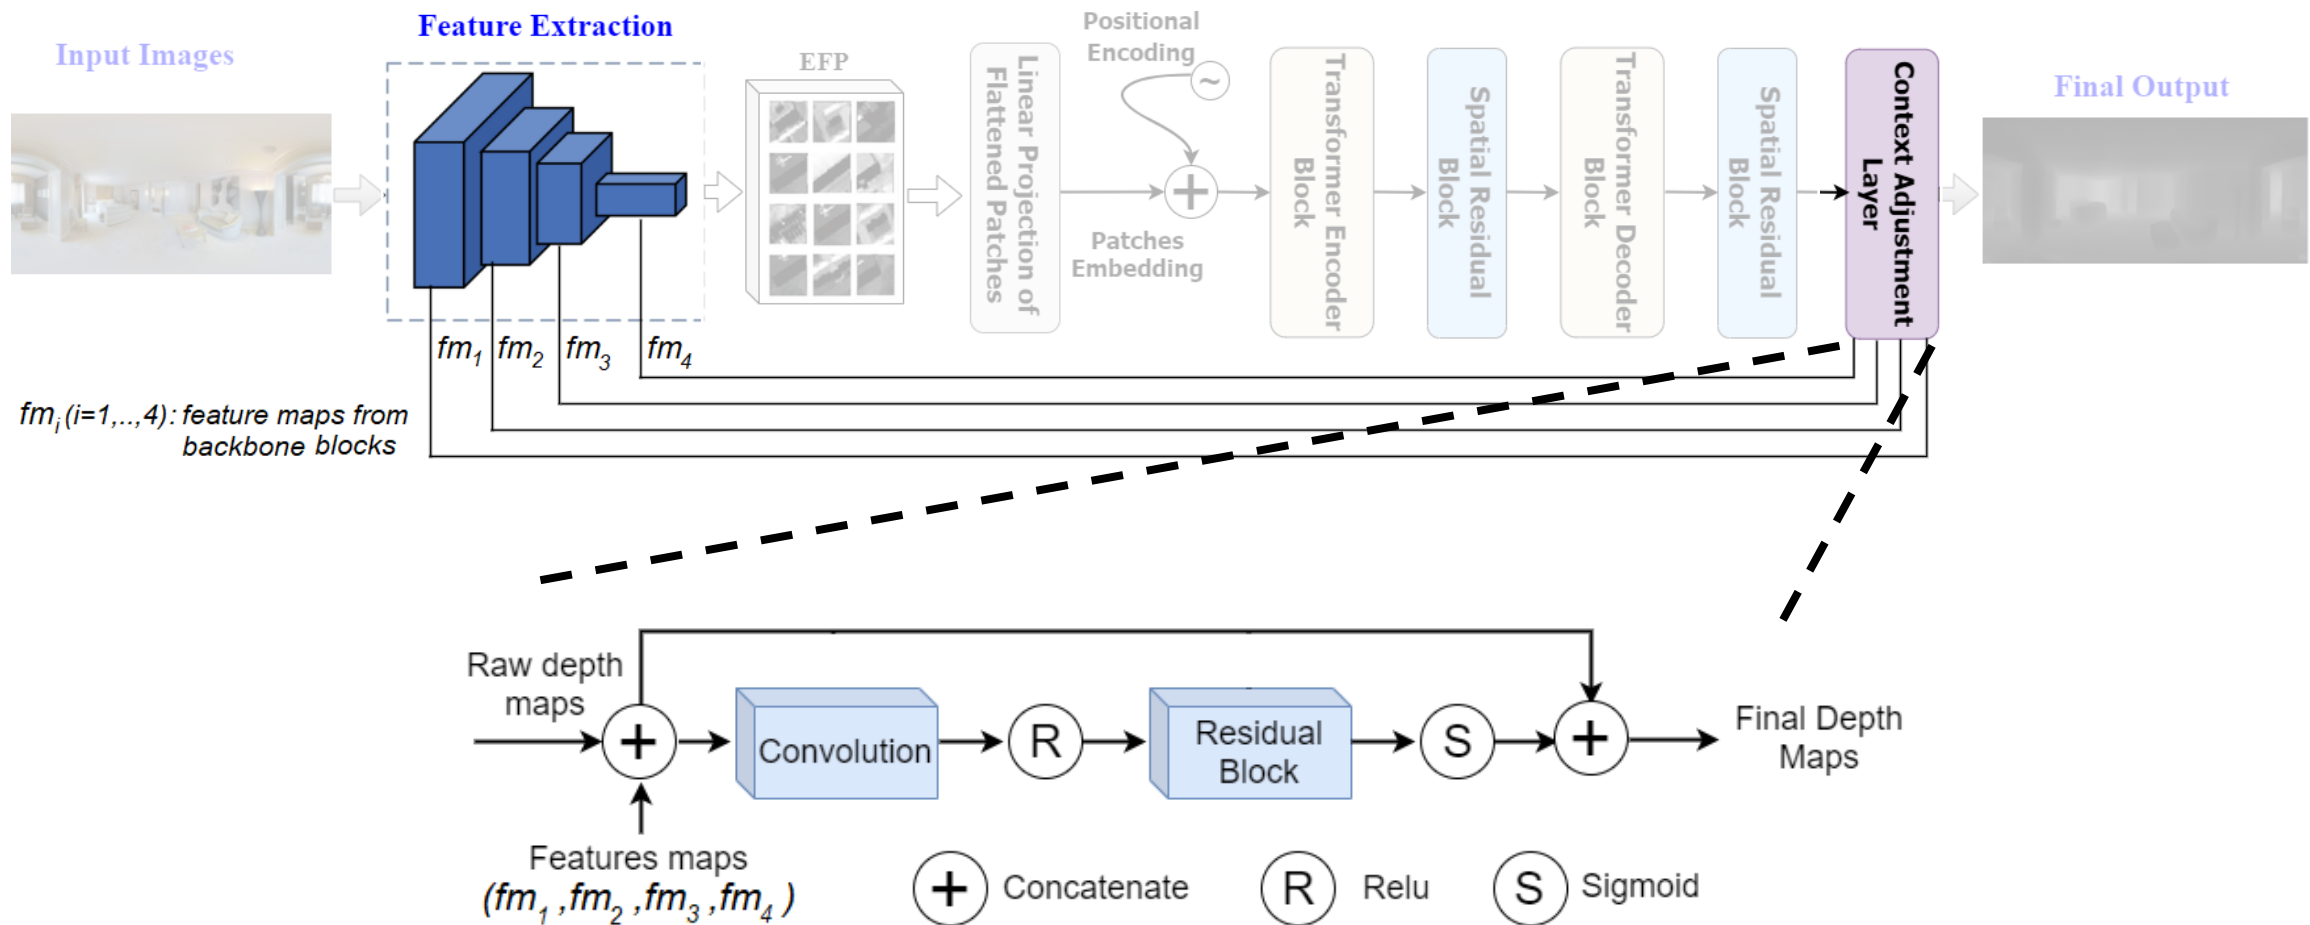 Input Images
Feature Extraction
EFP
Linear Projection of
Flattened Patches
Positional
Encoding
~
+
Patches
Embedding
Transformer Encoder
Block
Spatial Residual
Block
Transformer Decoder
Block
Spatial Residual
Block
Context Adjustment
Layer
Final Output
fm1 fm2 fm3 fm4
fmi (i=1,..,4): feature maps from
backbone blocks
Raw depth
maps
+
Convolution
R
Residual
Block
S
+
Final Depth
Maps
Features maps
(fm1 ,fm2 ,fm3 ,fm4 )
+ Concatenate
R Relu
S Sigmoid